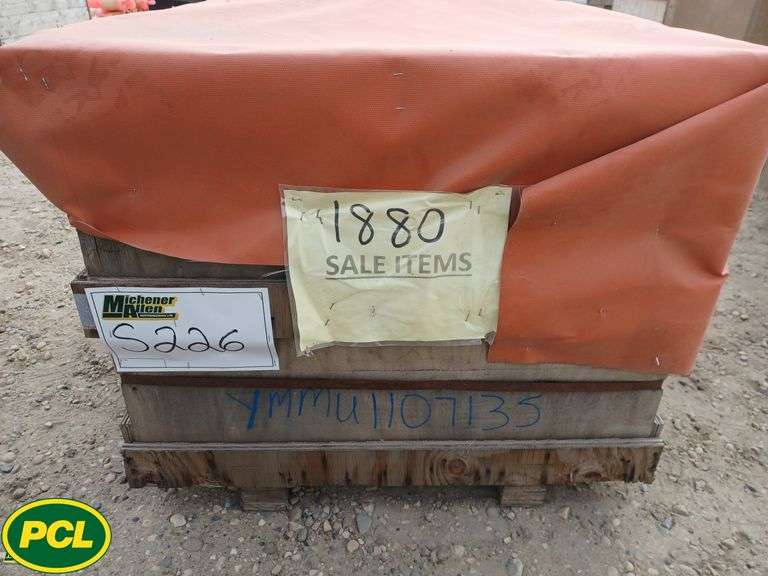 1880
SALE ITEMS
Michener
Allen
S226
YMMU1107135
PCL